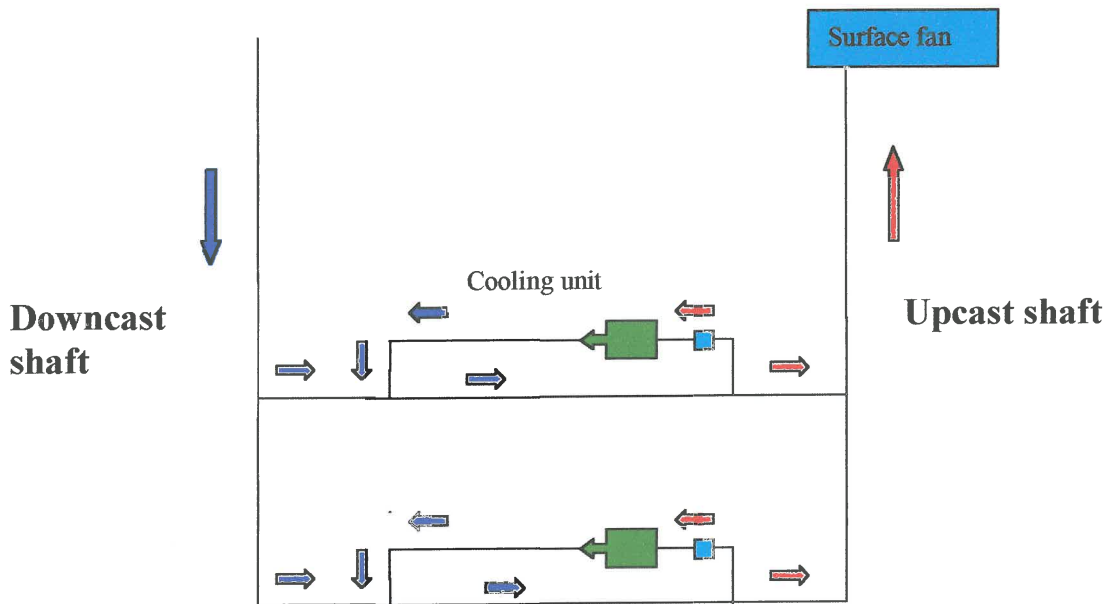 Surface fan
Cooling unit
Downcast
shaft
Upcast shaft